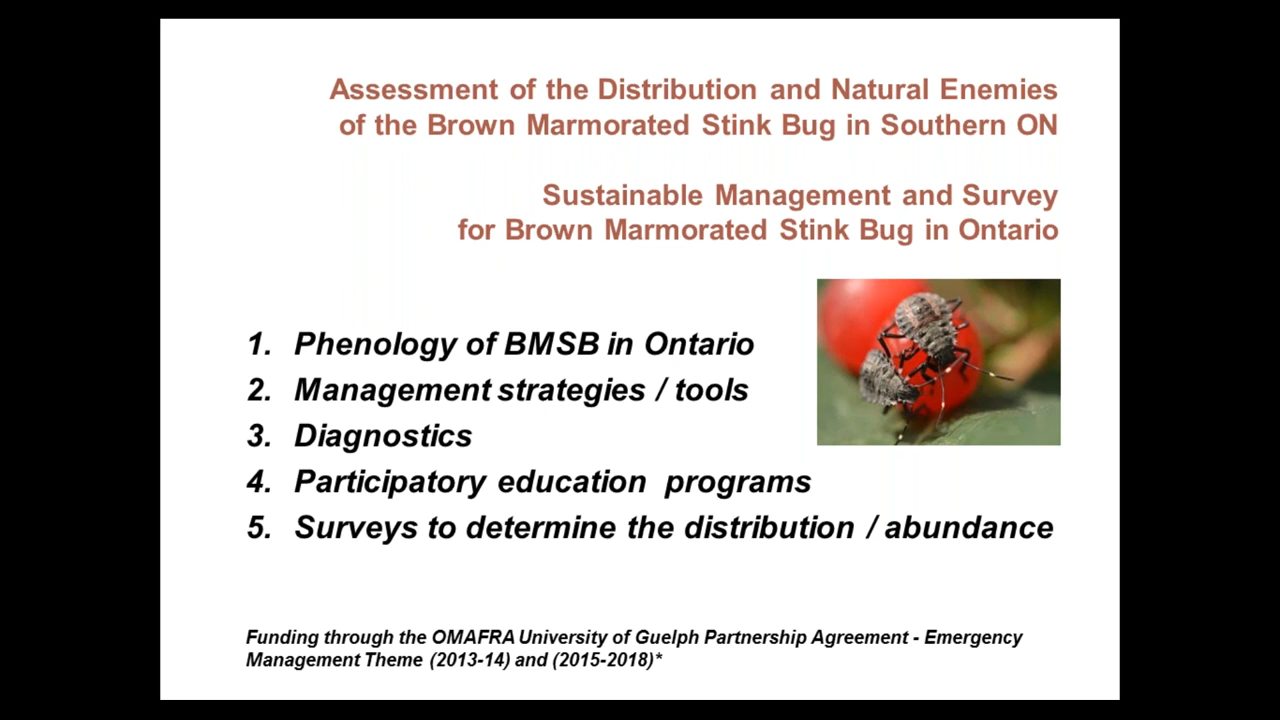 Assessment of the Distribution and Natural Enemies
of the Brown Marmorated Stink Bug in Southern ON
Sustainable Management and Survey
for Brown Marmorated Stink Bug in Ontario
1. Phenology of BMSB in Ontario
2. Management strategies / tools
3. Diagnostics
4. Participatory education programs
5. Surveys to determine the distribution / abundance
Funding through the OMAFRA University of Guelph Partnership Agreement - Emergency
Management Theme (2013-14) and (2015-2018)*